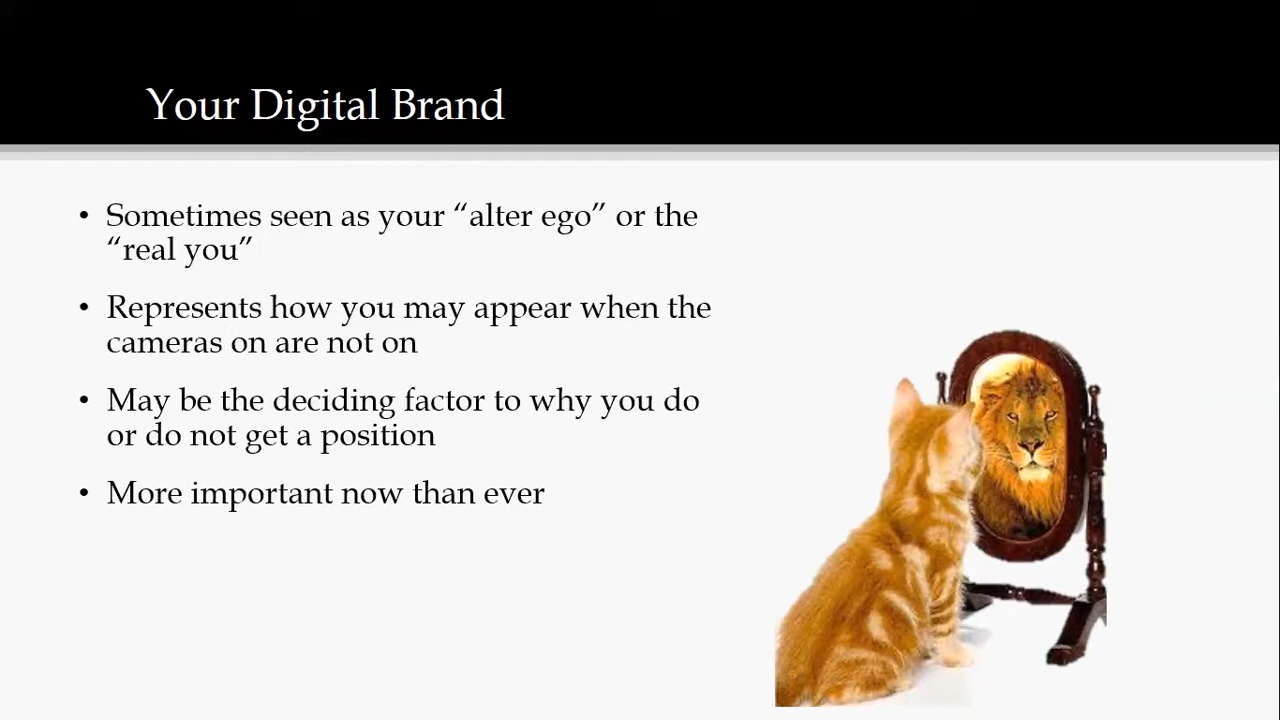 Your Digital Brand
• Sometimes seen as your “alter ego” or the
“real you”
• Represents how you may appear when the
cameras on are not on
• May be the deciding factor to why you do
or do not get a position
• More important now than ever